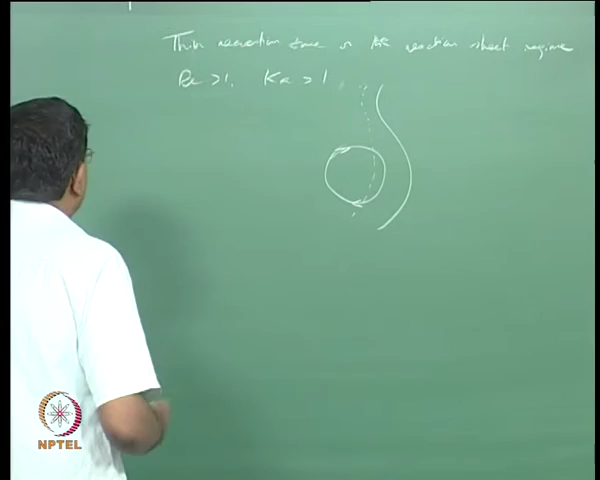 Thin reaction zone or the reaction sheet regime
Re > 1, Ka > 1
NPTEL